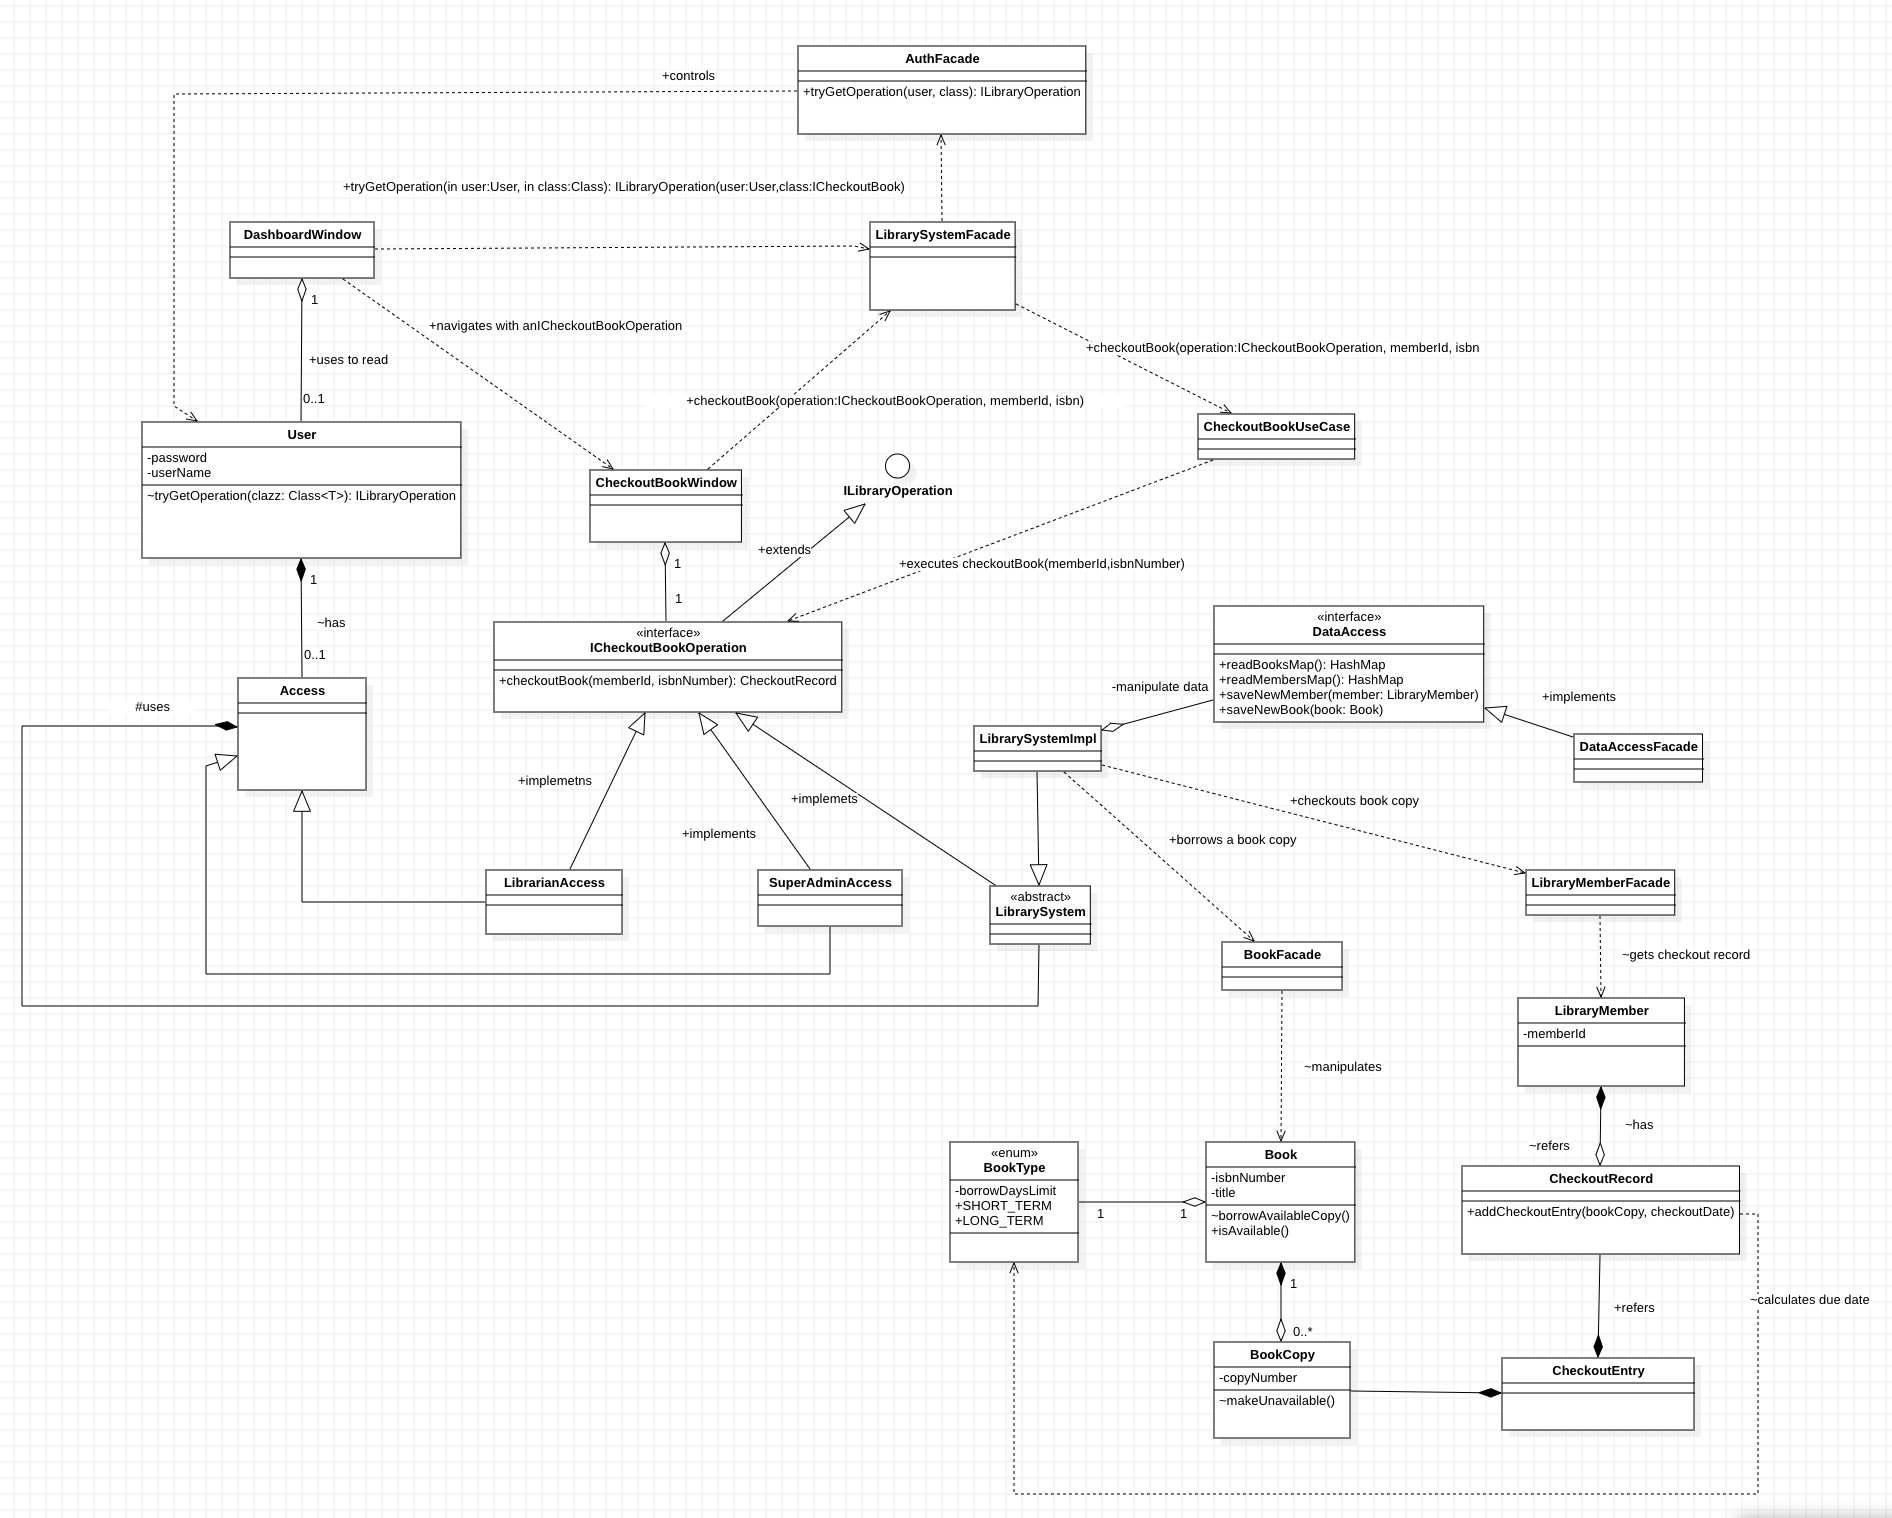 AuthFacade
+controls
+tryGetOperation(user, class): ILibraryOperation
+tryGetOperation(in user:User, in class:Class): ILibraryOperation(user:User,class:ICheckoutBook)
DashboardWindow
LibrarySystemFacade
1
+navigates with anICheckoutBookOperation
+uses to read
0..1
+checkoutBook(operation:ICheckoutBookOperation, memberId, isbn
+checkoutBook(operation:ICheckoutBookOperation, memberId, isbn)
User
-password
-userName
~tryGetOperation(clazz: Class<T>): ILibraryOperation
CheckoutBookUseCase
CheckoutBookWindow
ILibraryOperation
+extends
1
1
+executes checkoutBook(memberId,isbnNumber)
1
~has
0..1
«interface»
ICheckoutBookOperation
+checkoutBook(memberId, isbnNumber): CheckoutRecord
«interface»
DataAccess
+readBooksMap(): HashMap
+readMembersMap(): HashMap
+saveNewMember(member: LibraryMember)
+saveNewBook(book: Book)
-manipulate data
+implements
Access
#uses
LibrarySystemImpl
DataAccessFacade
+implemetns
+implemets
+implements
+checkouts book copy
+borrows a book copy
LibrarianAccess
SuperAdminAccess
«abstract»
LibrarySystem
LibraryMemberFacade
BookFacade
~gets checkout record
LibraryMember
-memberId
~manipulates
~has
~refers
«enum»
BookType
-borrowDaysLimit
+SHORT_TERM
+LONG_TERM
1
1
Book
-isbnNumber
-title
~borrowAvailableCopy()
+isAvailable()
CheckoutRecord
+addCheckoutEntry(bookCopy, checkoutDate)
1
0..*
+refers
~calculates due date
BookCopy
-copyNumber
~makeUnavailable()
CheckoutEntry